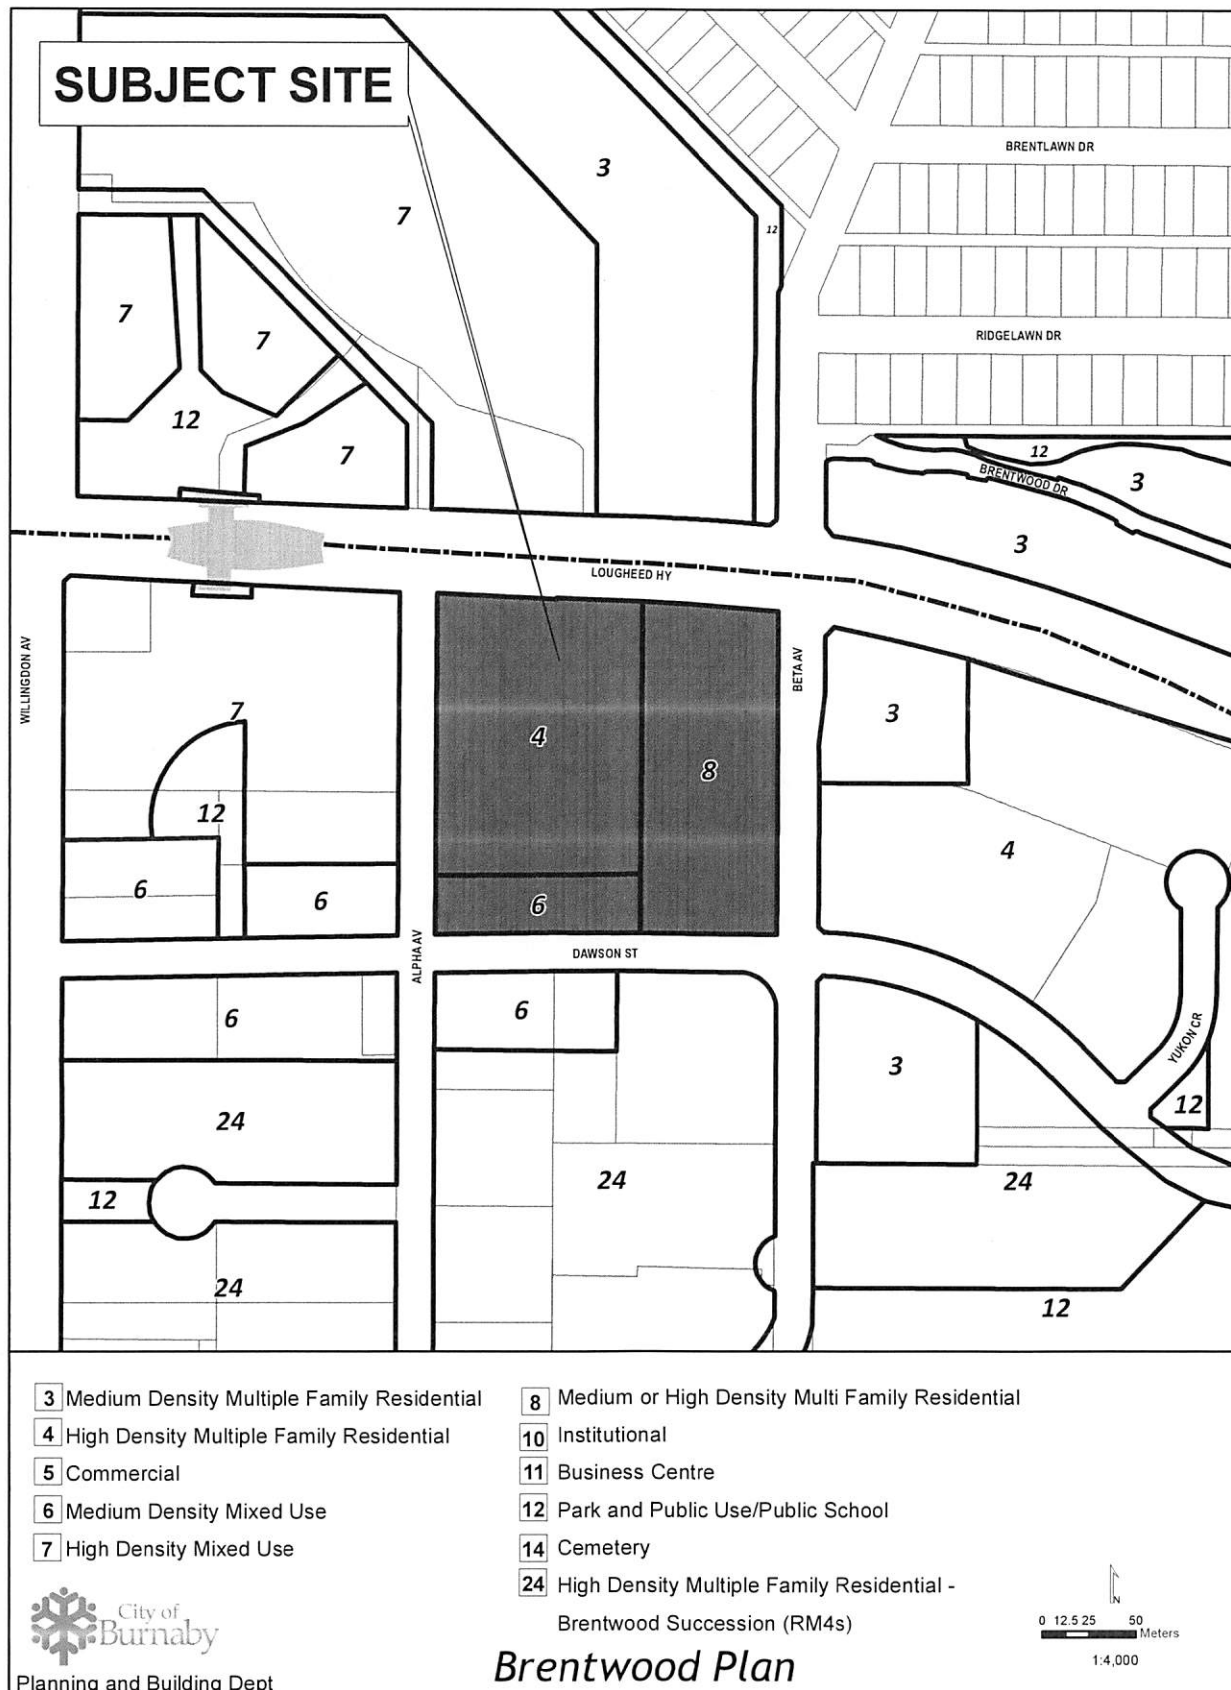 SUBJECT SITE
BRENTLAWN DR
3
7
12
7
7
RIDGELAWN DR
12
7
12
BRENTWOOD DR
3
3
LOUGHEED HY
WILLINGDON AV
BETA AV
7
4
3
8
12
4
6
6
6
ALPHA AV
DAWSON ST
6
6
YUKON CR
3
12
24
24
24
12
24
12
3 Medium Density Multiple Family Residential
4 High Density Multiple Family Residential
5 Commercial
6 Medium Density Mixed Use
7 High Density Mixed Use
8 Medium or High Density Multi Family Residential
10 Institutional
11 Business Centre
12 Park and Public Use/Public School
14 Cemetery
24 High Density Multiple Family Residential -
Brentwood Succession (RM4s)
City of
Burnaby
Planning and Building Dept
Brentwood Plan
N
0 12.5 25 50
Meters
1:4,000